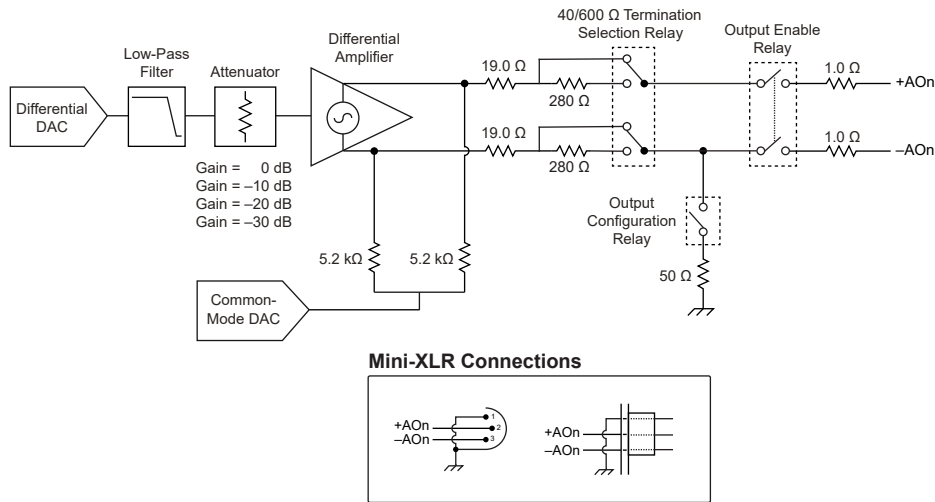 40/600 Ω Termination
Selection Relay
Output Enable
Relay
Differential
Amplifier
Low-Pass
Filter
Attenuator
19.0 Ω
1.0 Ω
Differential
DAC
280 Ω
+AOn
19.0 Ω
1.0 Ω
–AOn
280 Ω
Gain = 0 dB
Gain = –10 dB
Gain = –20 dB
Gain = –30 dB
Output
Configuration
Relay
5.2 kΩ
5.2 kΩ
50 Ω
Common-
Mode DAC
Mini-XLR Connections
1
+AOn
2
–AOn
3
+AOn
–AOn